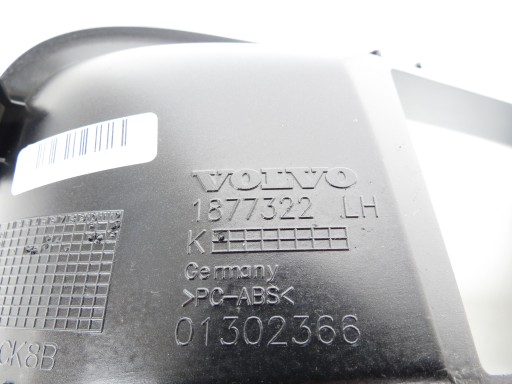 VOLVO
1877322 LH
K
Germany
>PC-ABS<
01302366
CK8B